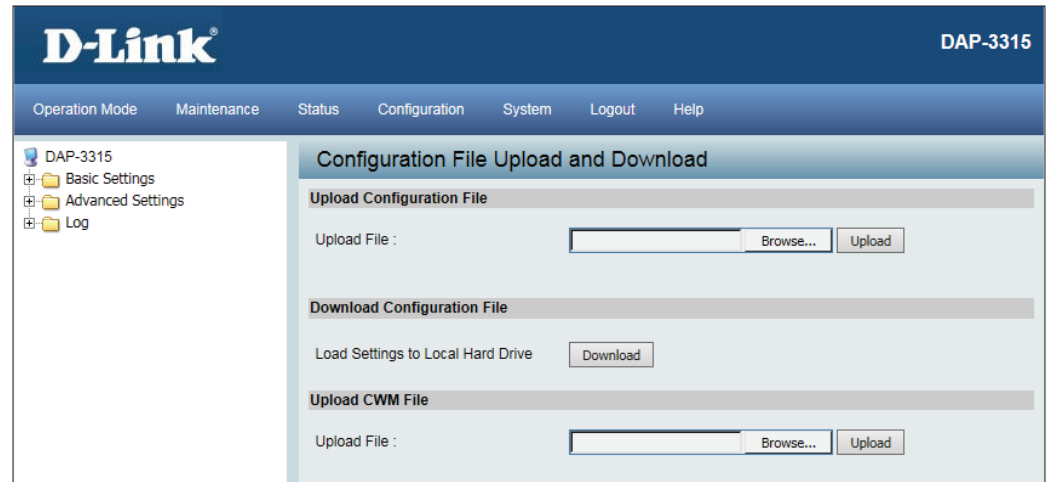 D-Link®
DAP-3315
Operation Mode Maintenance Status Configuration System Logout Help
DAP-3315
Basic Settings
Advanced Settings
Log
Configuration File Upload and Download
Upload Configuration File
Upload File : Browse... Upload
Download Configuration File
Load Settings to Local Hard Drive Download
Upload CWM File
Upload File : Browse... Upload